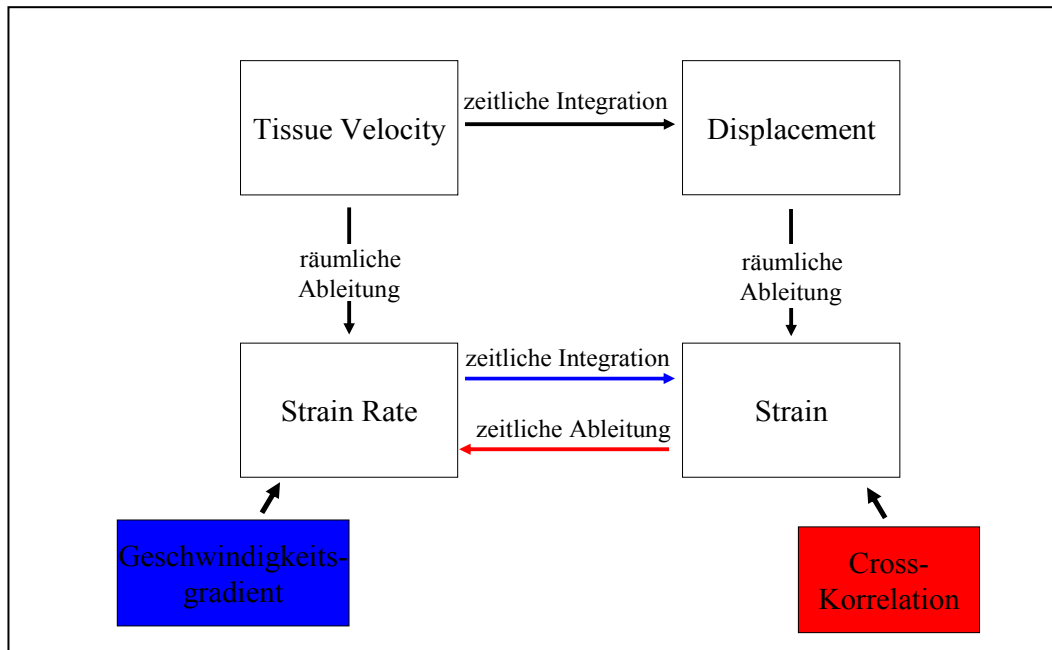 zeitliche Integration
Tissue Velocity
Displacement
räumliche
Ableitung
räumliche
Ableitung
zeitliche Integration
Strain Rate
Strain
zeitliche Ableitung
Geschwindigkeits-
gradient
Cross-
Korrelation